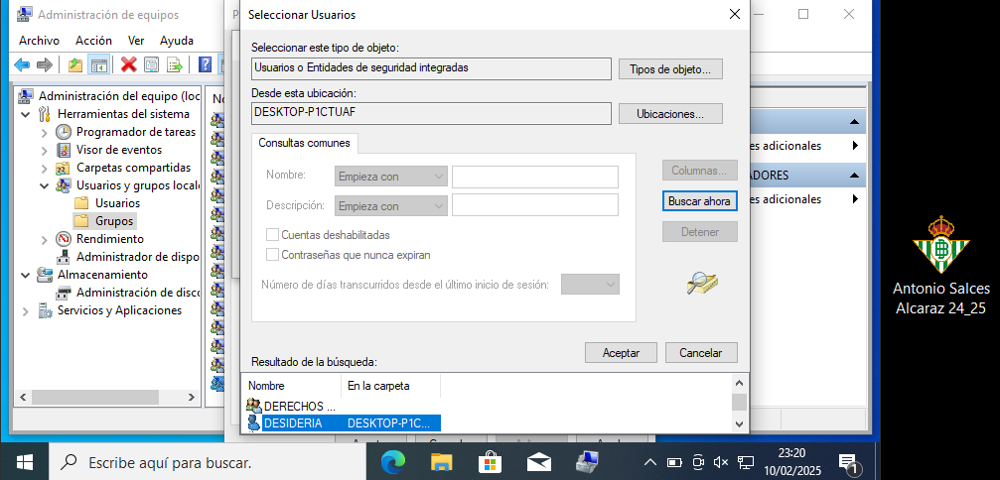 Administración de equipos
Seleccionar Usuarios
Archivo Acción Ver Ayuda
Seleccionar este tipo de objeto:
Usuarios o Entidades de seguridad integradas
Tipos de objeto...
Desde esta ubicación:
DESKTOP-P1CTUAF
Ubicaciones...
Consultas comunes
Nombre:
Empieza con
Descripción:
Empieza con
Cuentas deshabilitadas
Contraseñas que nunca expiran
Número de días transcurridos desde el último inicio de sesión:
Columnas...
Buscar ahora
Detener
Aceptar
Cancelar
Resultado de la búsqueda:
Nombre En la carpeta
DERECHOS ...
DESIDERIA DESKTOP-P1C...
Administración del equipo (loc
Herramientas del sistema
Programador de tareas
Visor de eventos
Carpetas compartidas
Usuarios y grupos locale
Usuarios
Grupos
Rendimiento
Administrador de dispo
Almacenamiento
Administración de disco
Servicios y Aplicaciones
No
es adicionales
ADORES
es adicionales
Antonio Salces
Alcaraz 24_25
Escribe aquí para buscar.
23:20
10/02/2025
1